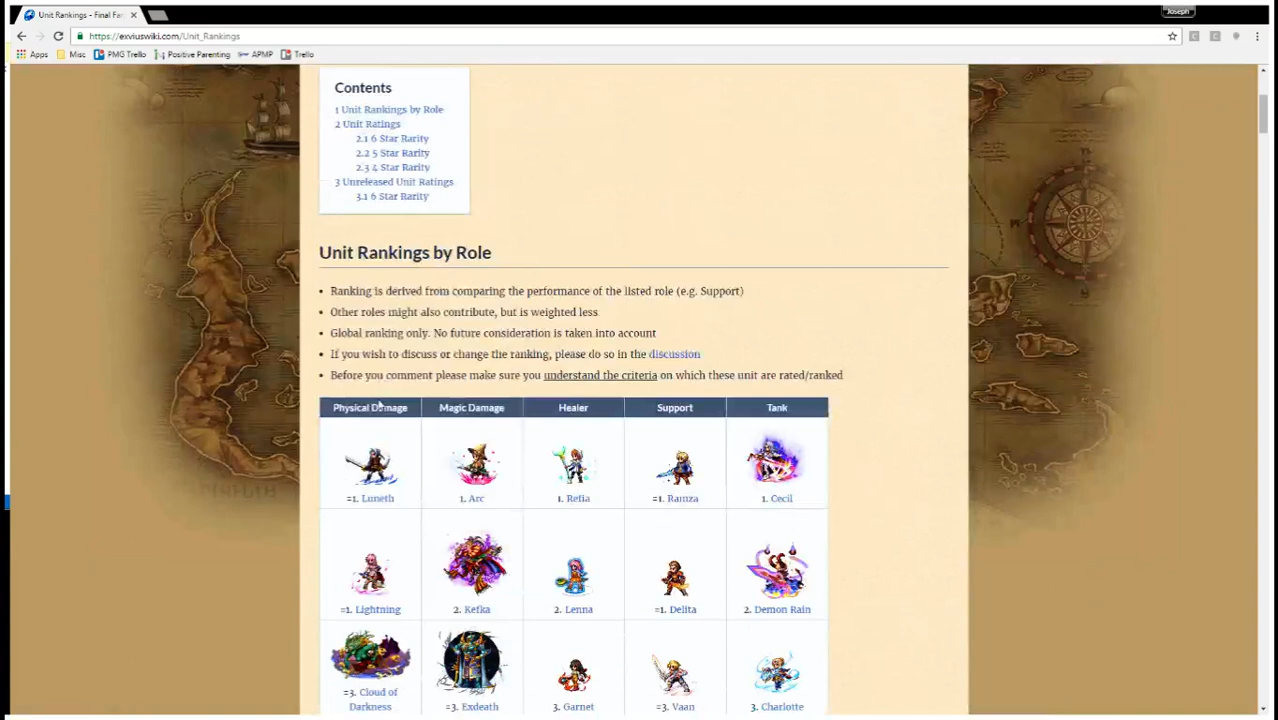 Unit Rankings - Final Fan
Joseph
https://exviuswiki.com/Unit_Rankings
Apps
Misc
PMG Trello
Positive Parenting
APMP
Trello
Contents
1 Unit Rankings by Role
2 Unit Ratings
2.1 6 Star Rarity
2.2 5 Star Rarity
2.3 4 Star Rarity
3 Unreleased Unit Ratings
3.1 6 Star Rarity
Unit Rankings by Role
• Ranking is derived from comparing the performance of the listed role (e.g. Support)
• Other roles might also contribute, but is weighted less.
• Global ranking only. No future consideration is taken into account
• If you wish to discuss or change the ranking, please do so in the discussion
• Before you comment please make sure you understand the criteria on which these unit are rated/ranked
Physical Damage Magic Damage Healer Support Tank
=1. Luneth 1. Arc 1. Refia =1. Ramza 1. Cecil
=1. Lightning 2. Kefka 2. Lenna =1. Delita 2. Demon Rain
=3. Cloud of
Darkness =3. Exdeath 3. Garnet =3. Vaan 3. Charlotte